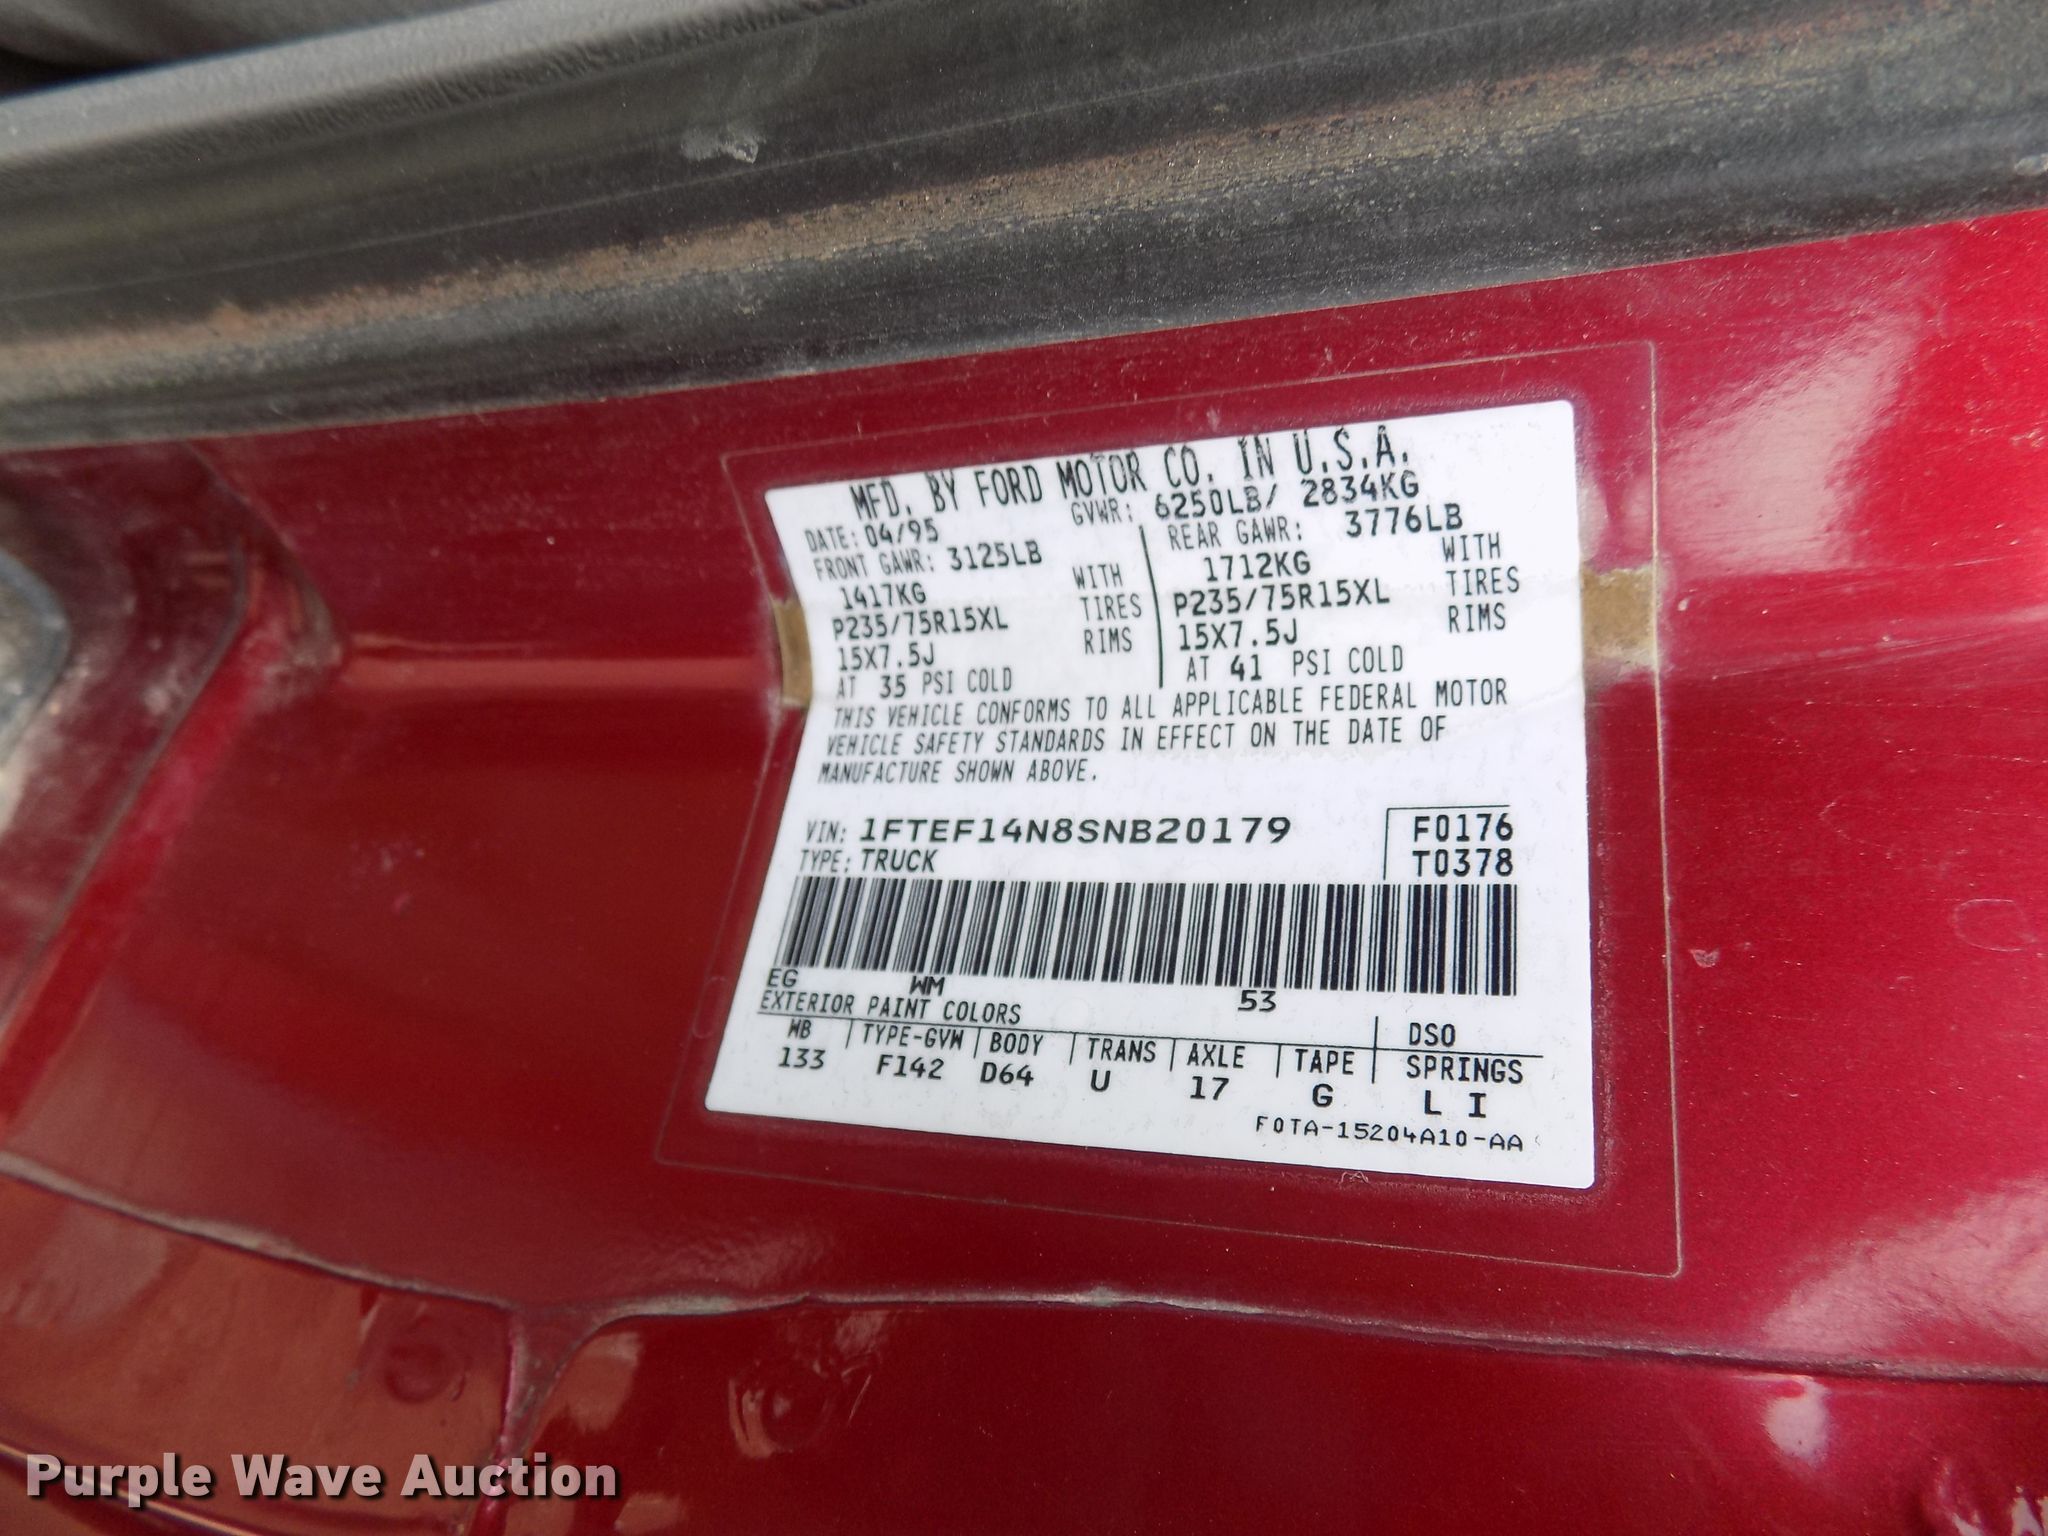 MFD. BY FORD MOTOR CO. IN U.S.A.
DATE: 04/95 GVWR: 6250LB/ 2834KG
FRONT GAWR: 3125LB REAR GAWR: 3776LB
1417KG WITH 1712KG WITH
P235/75R15XL TIRES P235/75R15XL TIRES
15X7.5J RIMS 15X7.5J RIMS
AT 35 PSI COLD AT 41 PSI COLD
THIS VEHICLE CONFORMS TO ALL APPLICABLE FEDERAL MOTOR
VEHICLE SAFETY STANDARDS IN EFFECT ON THE DATE OF
MANUFACTURE SHOWN ABOVE.
VIN: 1FTEF14N8SNB20179 F0176
TYPE: TRUCK T0378
EG WM 53
EXTERIOR PAINT COLORS DSO
WB TYPE-GVW BODY TRANS AXLE TAPE SPRINGS
133 F142 D64 U 17 G L I
F0TA-15204A10-AA
Purple Wave Auction